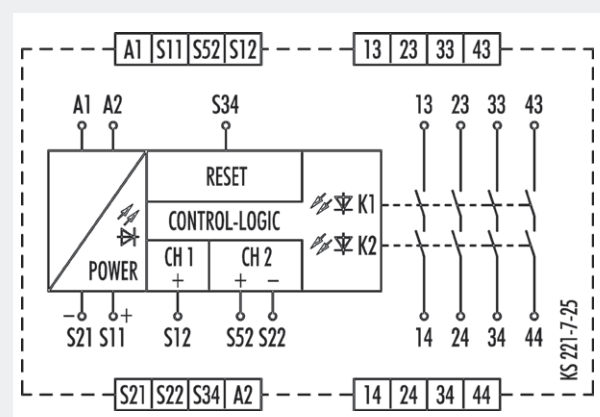 A1 S11 S52 S12 13 23 33 43
A1 A2 S34 13 23 33 43
RESET
K1
CONTROL-LOGIC
K2
CH 1 CH 2
POWER + + −
− + 
S21 S11 S12 S52 S22 14 24 34 44
KS 221-7-25
S21 S22 S34 A2 14 24 34 44